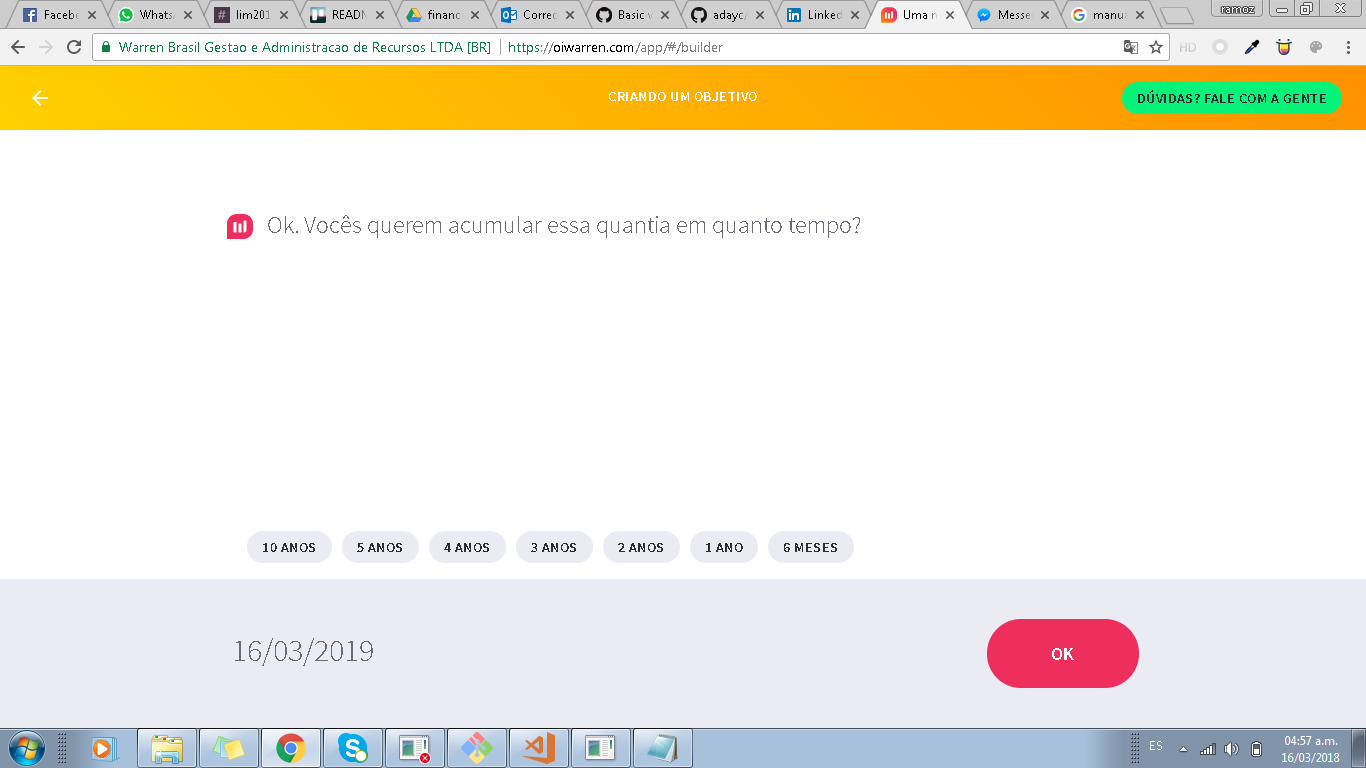 Facebo
Whats
lim201
READM
financ
Correc
Basic
adayc
Linked
Uma
Messe
manu
ramoz
Warren Brasil Gestao e Administracao de Recursos LTDA [BR]
https://oiwarren.com/app/#/builder
HD
CRIANDO UM OBJETIVO
DÚVIDAS? FALE COM A GENTE
Ok. Vocês querem acumular essa quantia em quanto tempo?
10 ANOS
5 ANOS
4 ANOS
3 ANOS
2 ANOS
1 ANO
6 MESES
16/03/2019
OK
ES
04:57 a.m.
16/03/2018